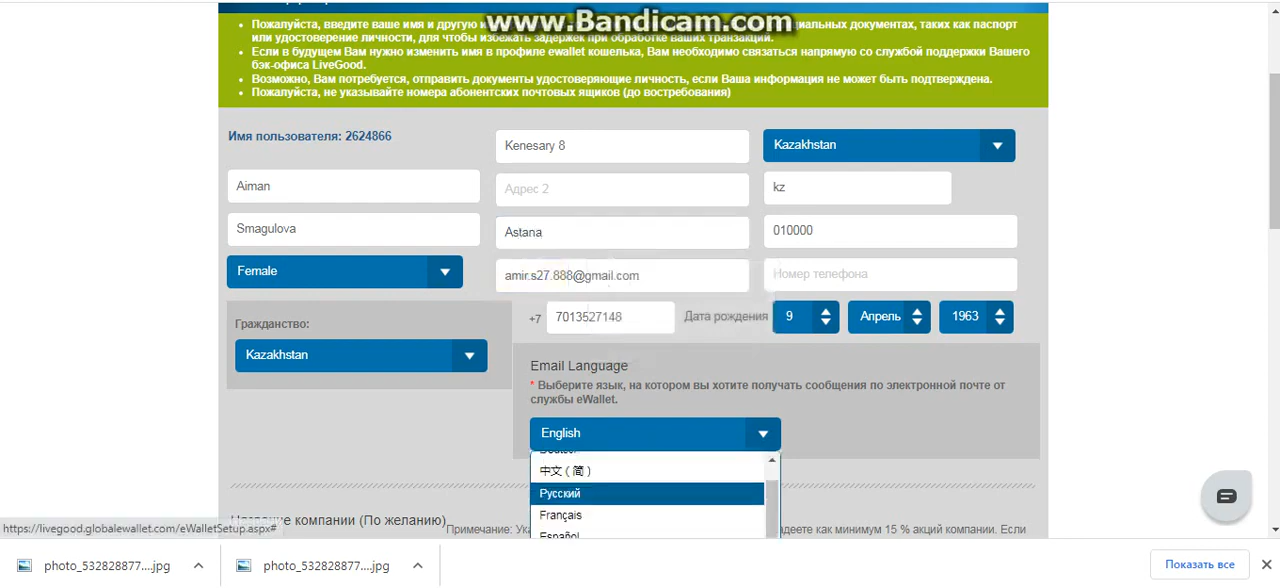 www.Bandicam.com
Пожалуйста, введите ваше имя и другую
документах, таких как паспорт
или удостоверение личности, для чтобы избежать задержек при обработке ваших транзакций.
Если в будущем Вам нужно изменить имя в профиле ewallet кошелька, Вам необходимо связаться напрямую со службой поддержки Вашего
бэк-офиса LiveGood.
Возможно, Вам потребуется, отправить документы удостоверяющие личность, если Ваша информация не может быть подтверждена.
Пожалуйста, не указывайте номера абонентских почтовых ящиков (до востребования)
Имя пользователя: 2624866
Kenesary 8
Kazakhstan
Aiman
Адрес 2
kz
Smagulova
Astana
010000
Female
amir.s27.888@gmail.com
Номер телефона
Гражданство:
+7
7013527148
Дата рождения
9
Апрель
1963
Kazakhstan
Email Language
* Выберите язык, на котором вы хотите получать сообщения по электронной почте от
службы eWallet.
English
Deutsch
中文 ( 简 )
Русский
Français
Español
https://livegood.globalewallet.com/eWalletSetup.aspx#
компании (По желанию)
Примечание:
как минимум 15 % акций компании. Если
photo_532828877....jpg
photo_532828877....jpg
Показать все